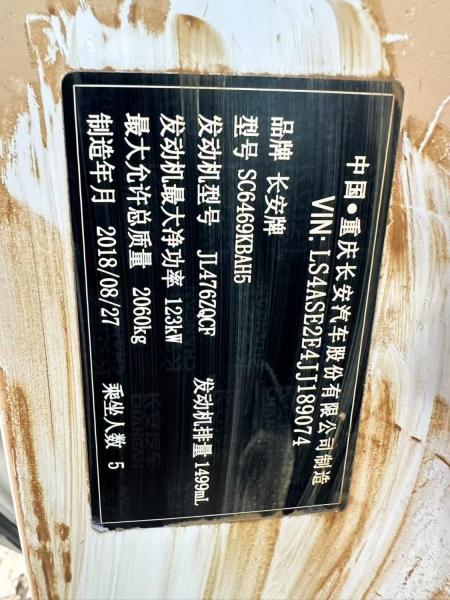 中国●重庆长安汽车股份有限公司制造
VIN: LS4ASE2E4JJ189074
品牌 长安牌
型号 SC6469KBAH5
发动机型号 JL476ZQCF 发动机排量 1499mL
发动机最大净功率 123kW
最大允许总质量 2060kg
制造年月 2018/08/27 乘坐人数 5